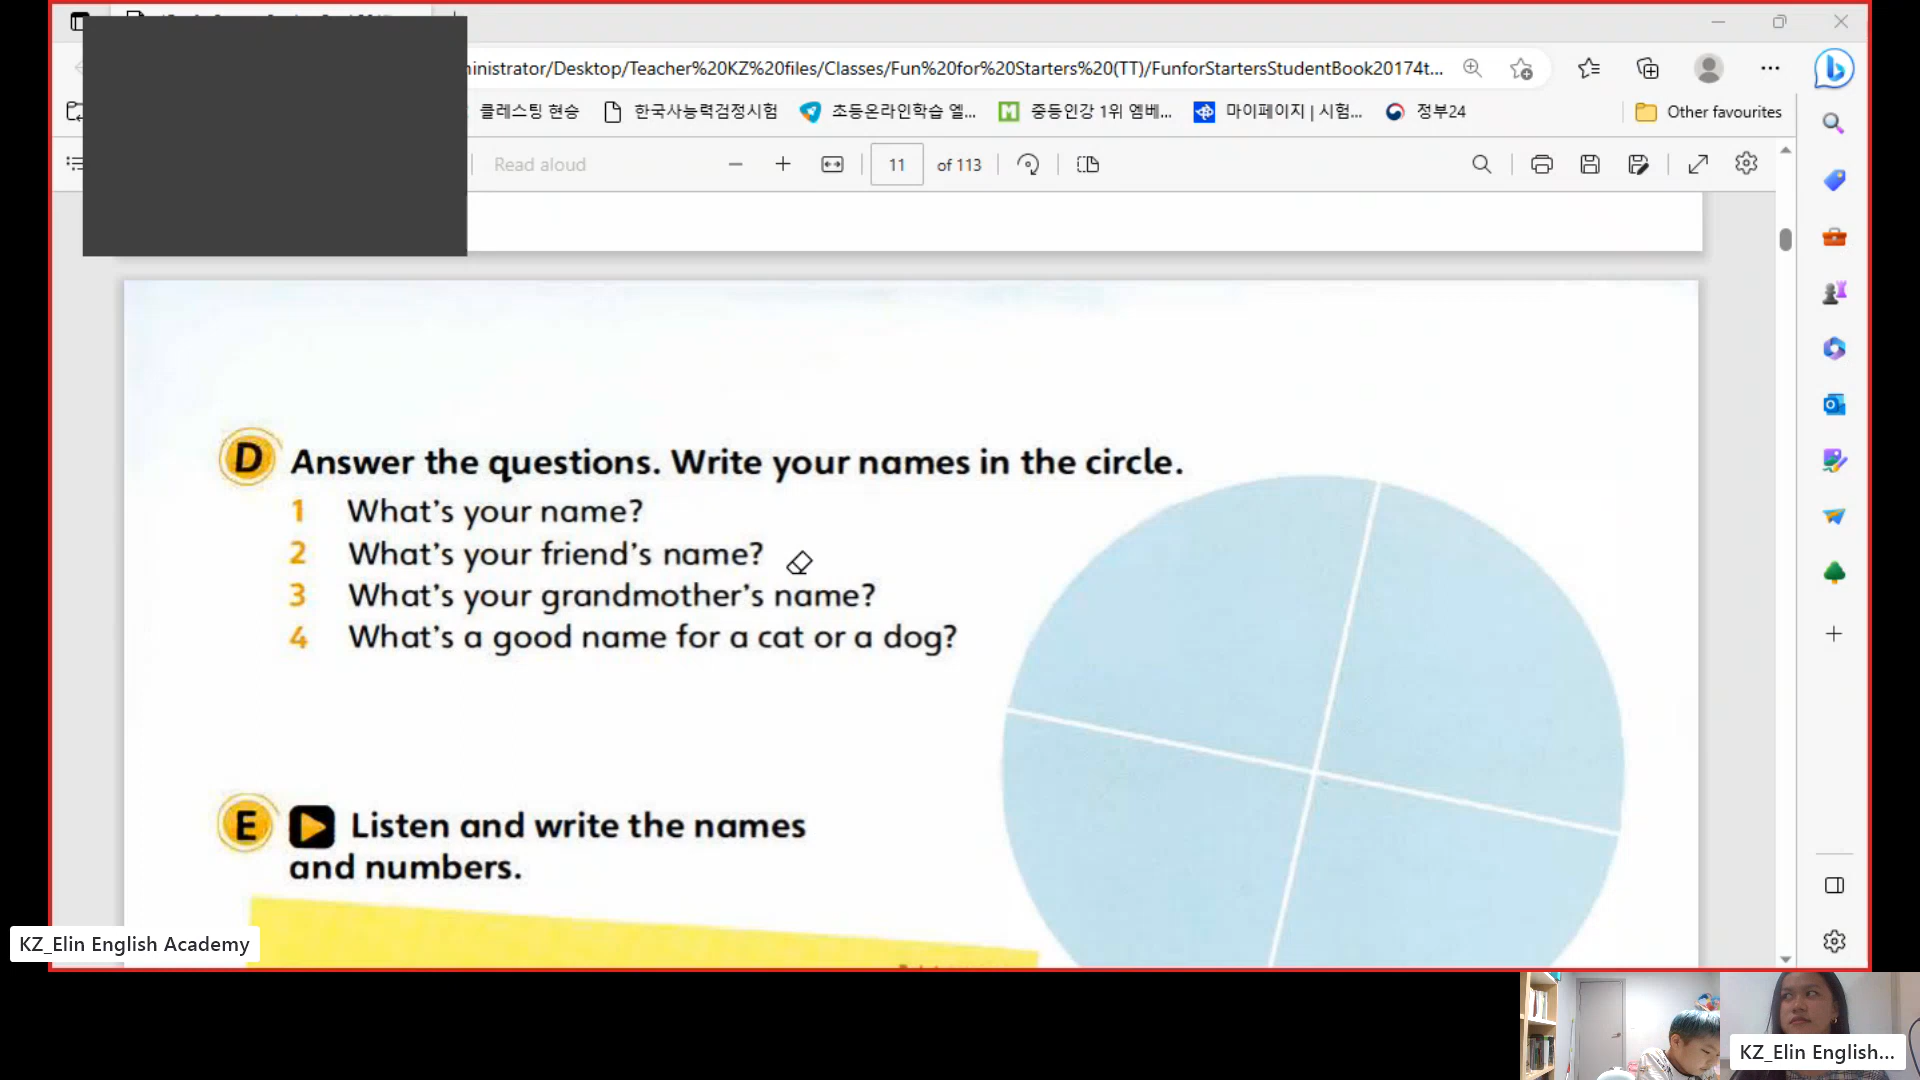 ministrator/Desktop/Teacher%20KZ%20files/Classes/Fun%20for%20Starters%20(TT)/FunforStartersStudentBook20174t...
클레스팅 현승
한국사능력검정시험
초등온라인학습 엘...
중등인강 1위 엠베...
마이페이지 | 시험...
정부24
Other favourites
Read aloud
11
of 113
D
Answer the questions. Write your names in the circle.
1 What's your name?
2 What's your friend's name?
3 What's your grandmother's name?
4 What's a good name for a cat or a dog?
E
Listen and write the names
and numbers.
KZ_Elin English Academy
KZ_Elin English...